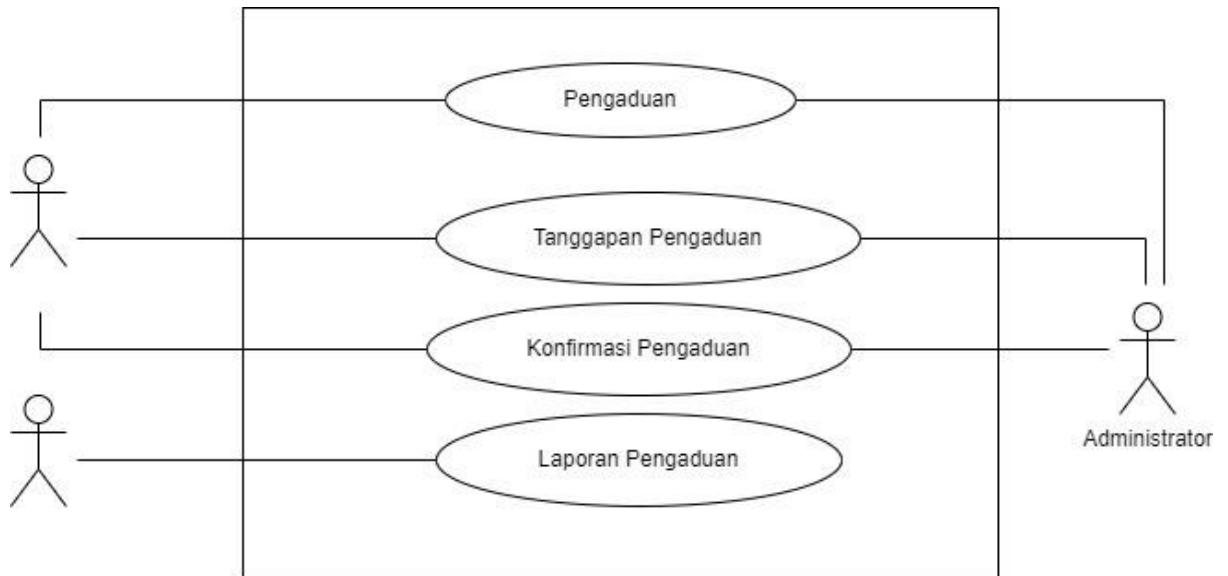 Pengaduan
Tanggapan Pengaduan
Konfirmasi Pengaduan
Administrator
Laporan Pengaduan